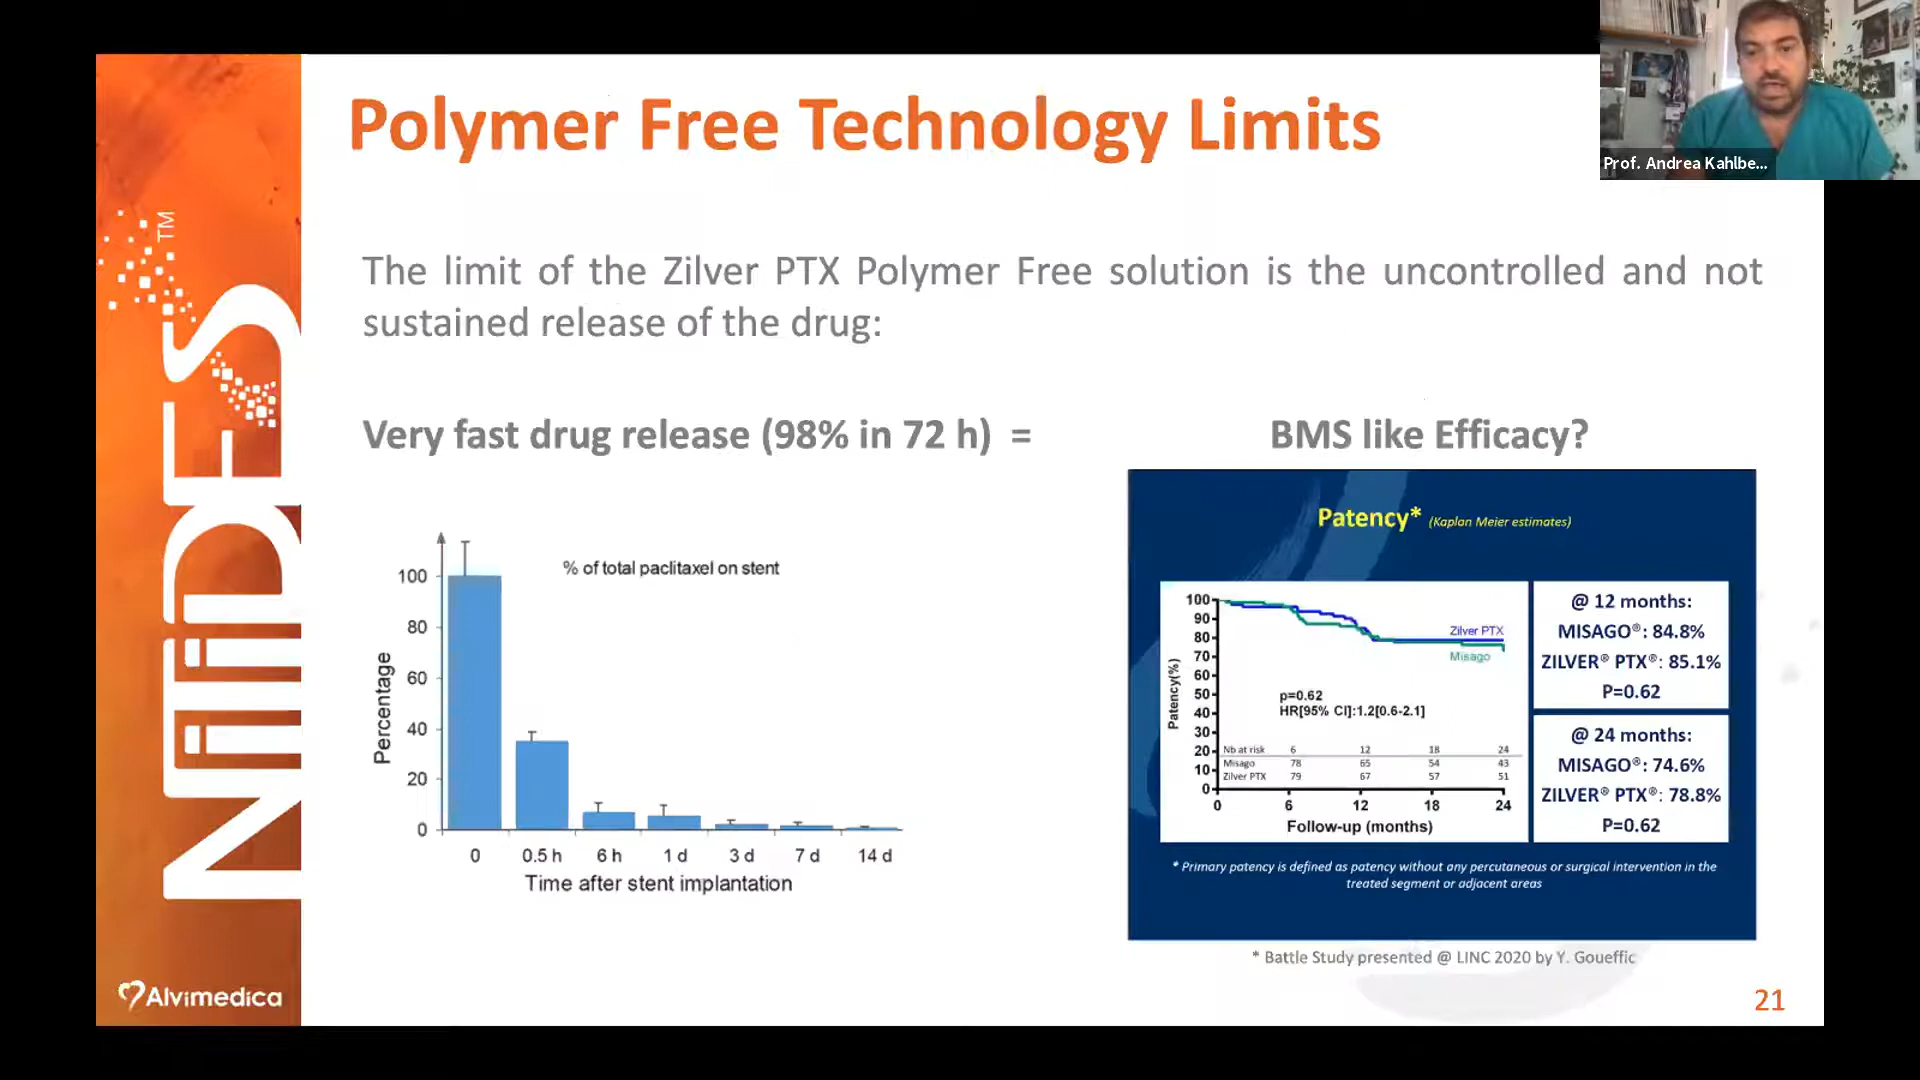 Polymer Free Technology Limits
Prof. Andrea Kahlbe...
NiTiDES™
The limit of the Zilver PTX Polymer Free solution is the uncontrolled and not
sustained release of the drug:
Very fast drug release (98% in 72 h) =
BMS like Efficacy?
% of total paclitaxel on stent
Percentage
100
80
60
40
20
0
0 0.5 h 6 h 1 d 3 d 7 d 14 d
Time after stent implantation
Patency* (Kaplan Meier estimates)
Patency(%)
100
90
80
70
60
50
40
30
20
10
0
Zilver PTX
Misago
p=0.62
HR[95% CI]:1.2[0.6-2.1]
Nb at risk 6 12 18 24
Misago 78 65 54 43
Zilver PTX 79 67 57 51
0 6 12 18 24
Follow-up (months)
@ 12 months:
MISAGO®: 84.8%
ZILVER® PTX®: 85.1%
P=0.62
@ 24 months:
MISAGO®: 74.6%
ZILVER® PTX®: 78.8%
P=0.62
* Primary patency is defined as patency without any percutaneous or surgical intervention in the
treated segment or adjacent areas
* Battle Study presented @ LINC 2020 by Y. Goueffic
Alvimedica
21